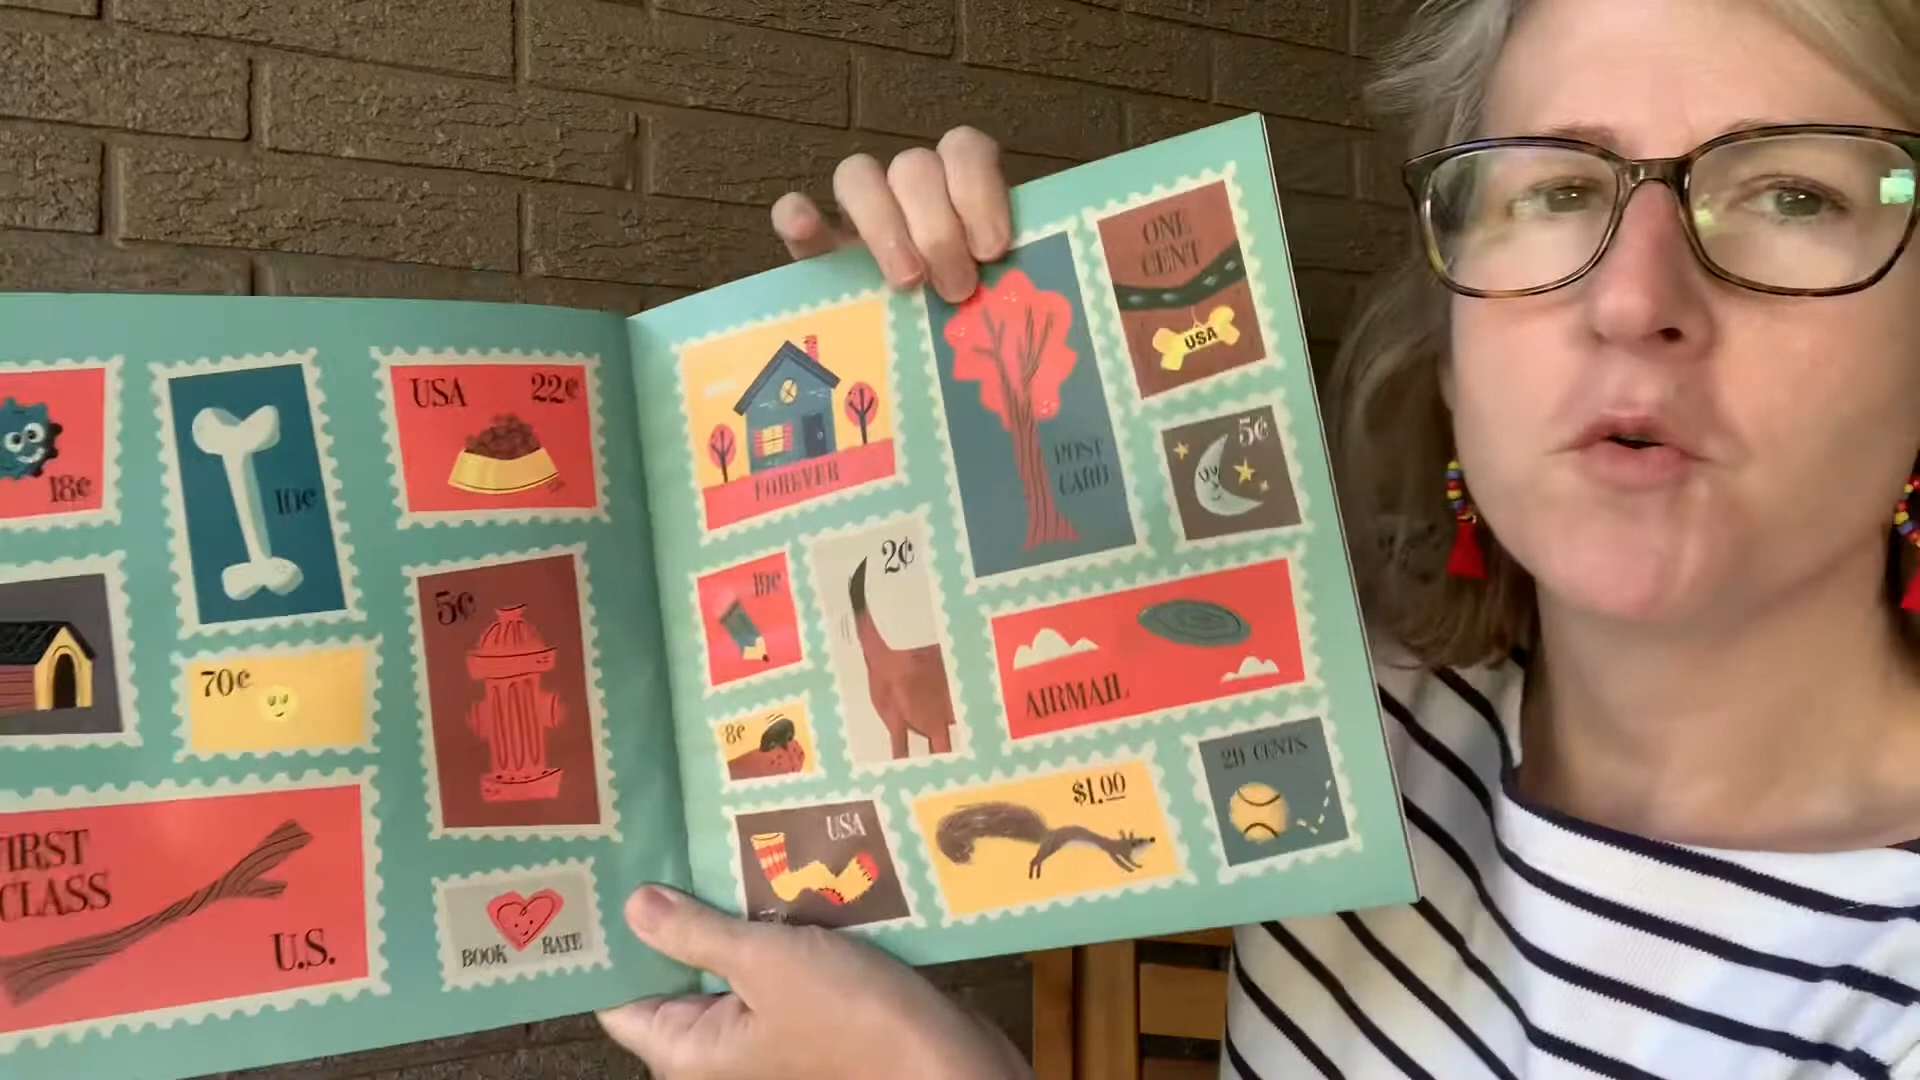 18¢
10¢
USA 22¢
5¢
70¢
FIRST
CLASS
U.S.
BOOK RATE
FOREVER
POST
CARD
ONE
CENT
USA
5¢
19¢
2¢
AIRMAIL
8¢
USA
$1.00
20 CENTS